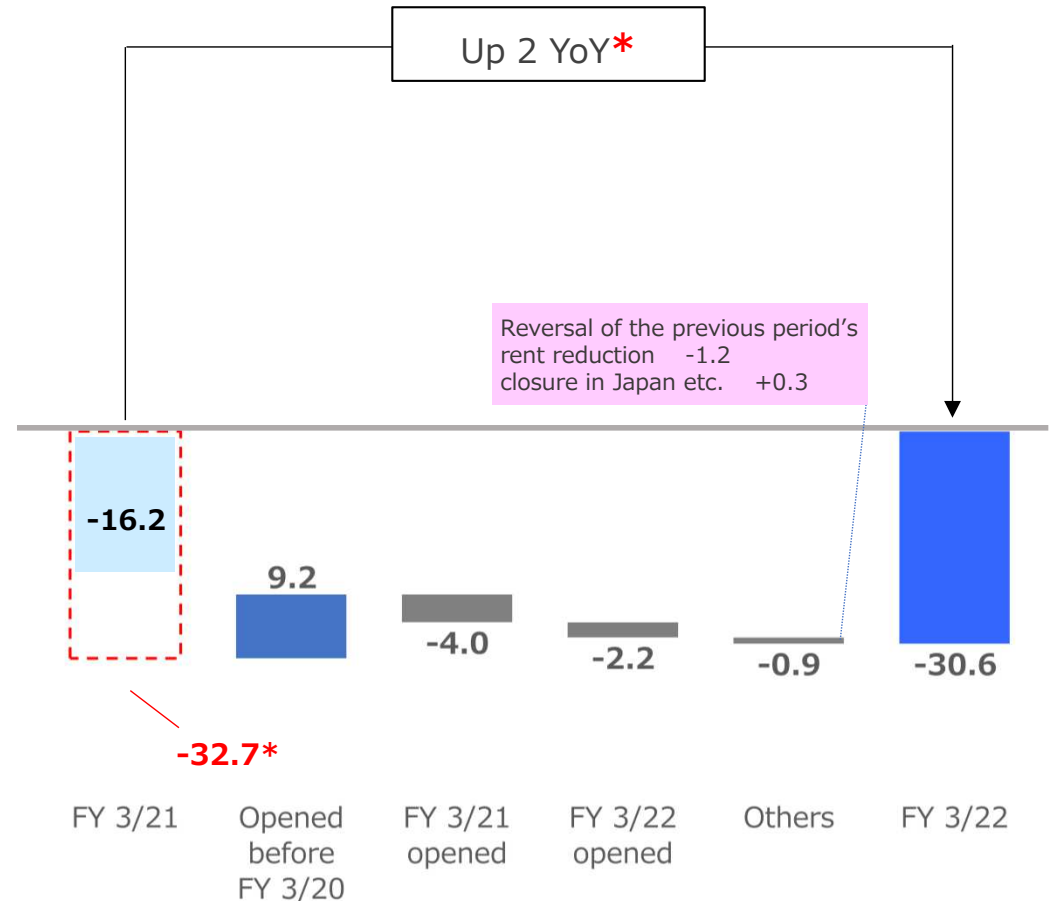 Up 2 YoY*
Reversal of the previous period's
rent reduction -1.2
closure in Japan etc. +0.3
-16.2
9.2
-4.0
-2.2
-0.9
-30.6
-32.7*
FY 3/21
Opened
before
FY 3/20
FY 3/21
opened
FY 3/22
opened
Others
FY 3/22